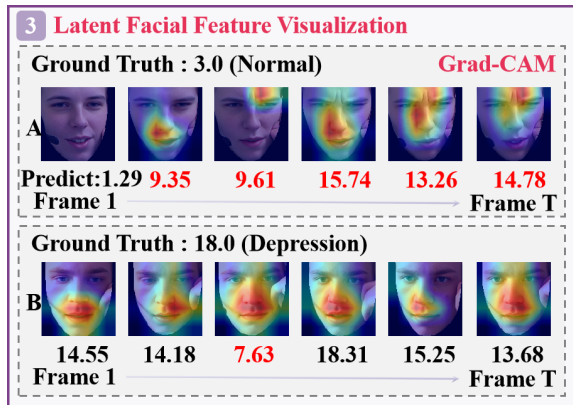 3 Latent Facial Feature Visualization
Ground Truth : 3.0 (Normal) Grad-CAM
A
Predict:1.29 9.35 9.61 15.74 13.26 14.78
Frame 1 Frame T
Ground Truth : 18.0 (Depression)
B
14.55 14.18 7.63 18.31 15.25 13.68
Frame 1 Frame T